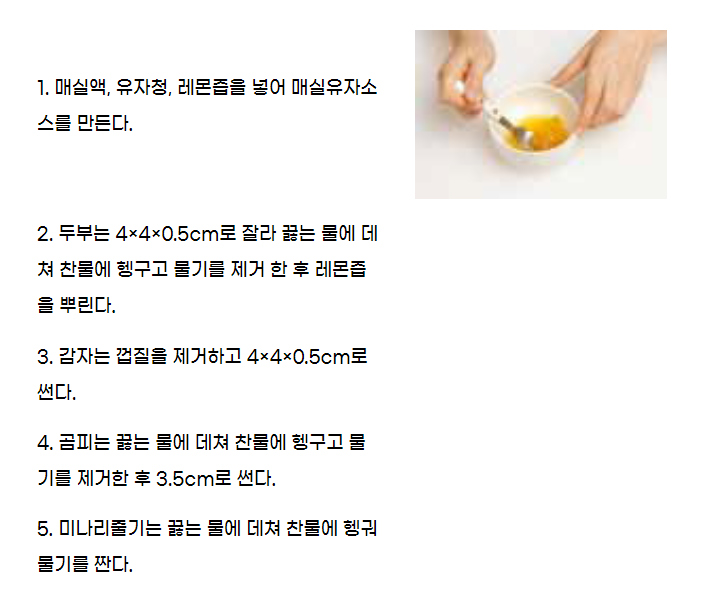 1. 매실액, 유자청, 레몬즙을 넣어 매실유자소
스를 만든다.
2. 두부는 4×4×0.5cm로 잘라 끓는 물에 데
쳐 찬물에 헹구고 물기를 제거 한 후 레몬즙
을 뿌린다.
3. 감자는 껍질을 제거하고 4×4×0.5cm로
썬다.
4. 곰피는 끓는 물에 데쳐 찬물에 헹구고 물
기를 제거한 후 3.5cm로 썬다.
5. 미나리줄기는 끓는 물에 데쳐 찬물에 헹궈
물기를 짠다.